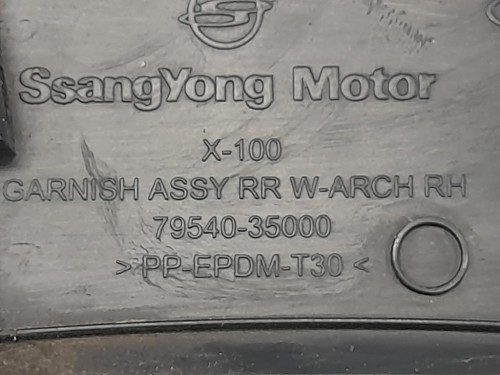 SsangYong Motor
X-100
GARNISH ASSY RR W-ARCH RH
79540-35000
>PP-EPDM-T30<